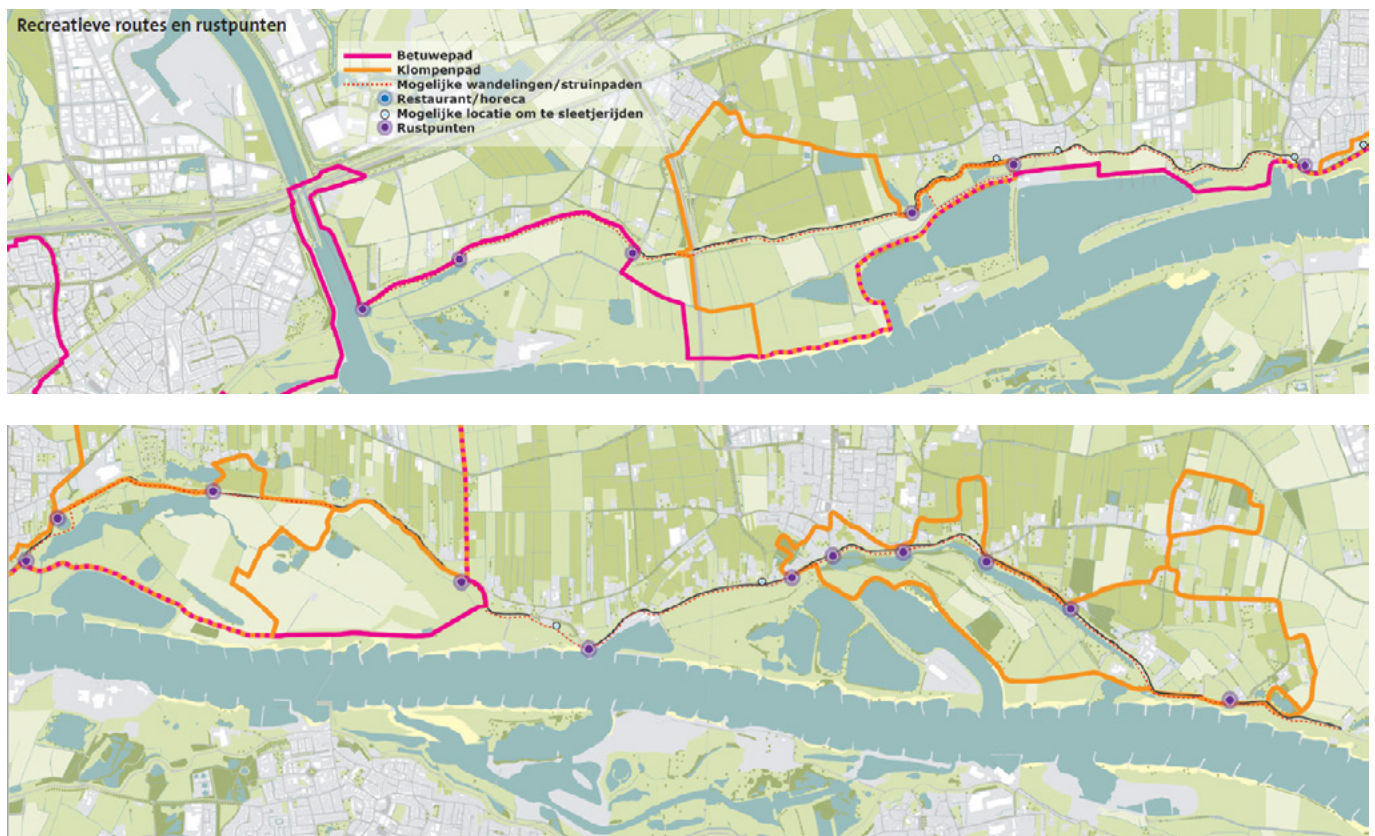 Recreatieve routes en rustpunten
Betuwepad
Klompenpad
Mogelijke wandelingen/struinpaden
Restaurant/horeca
Mogelijke locatie om te sleetjerijden
Rustpunten